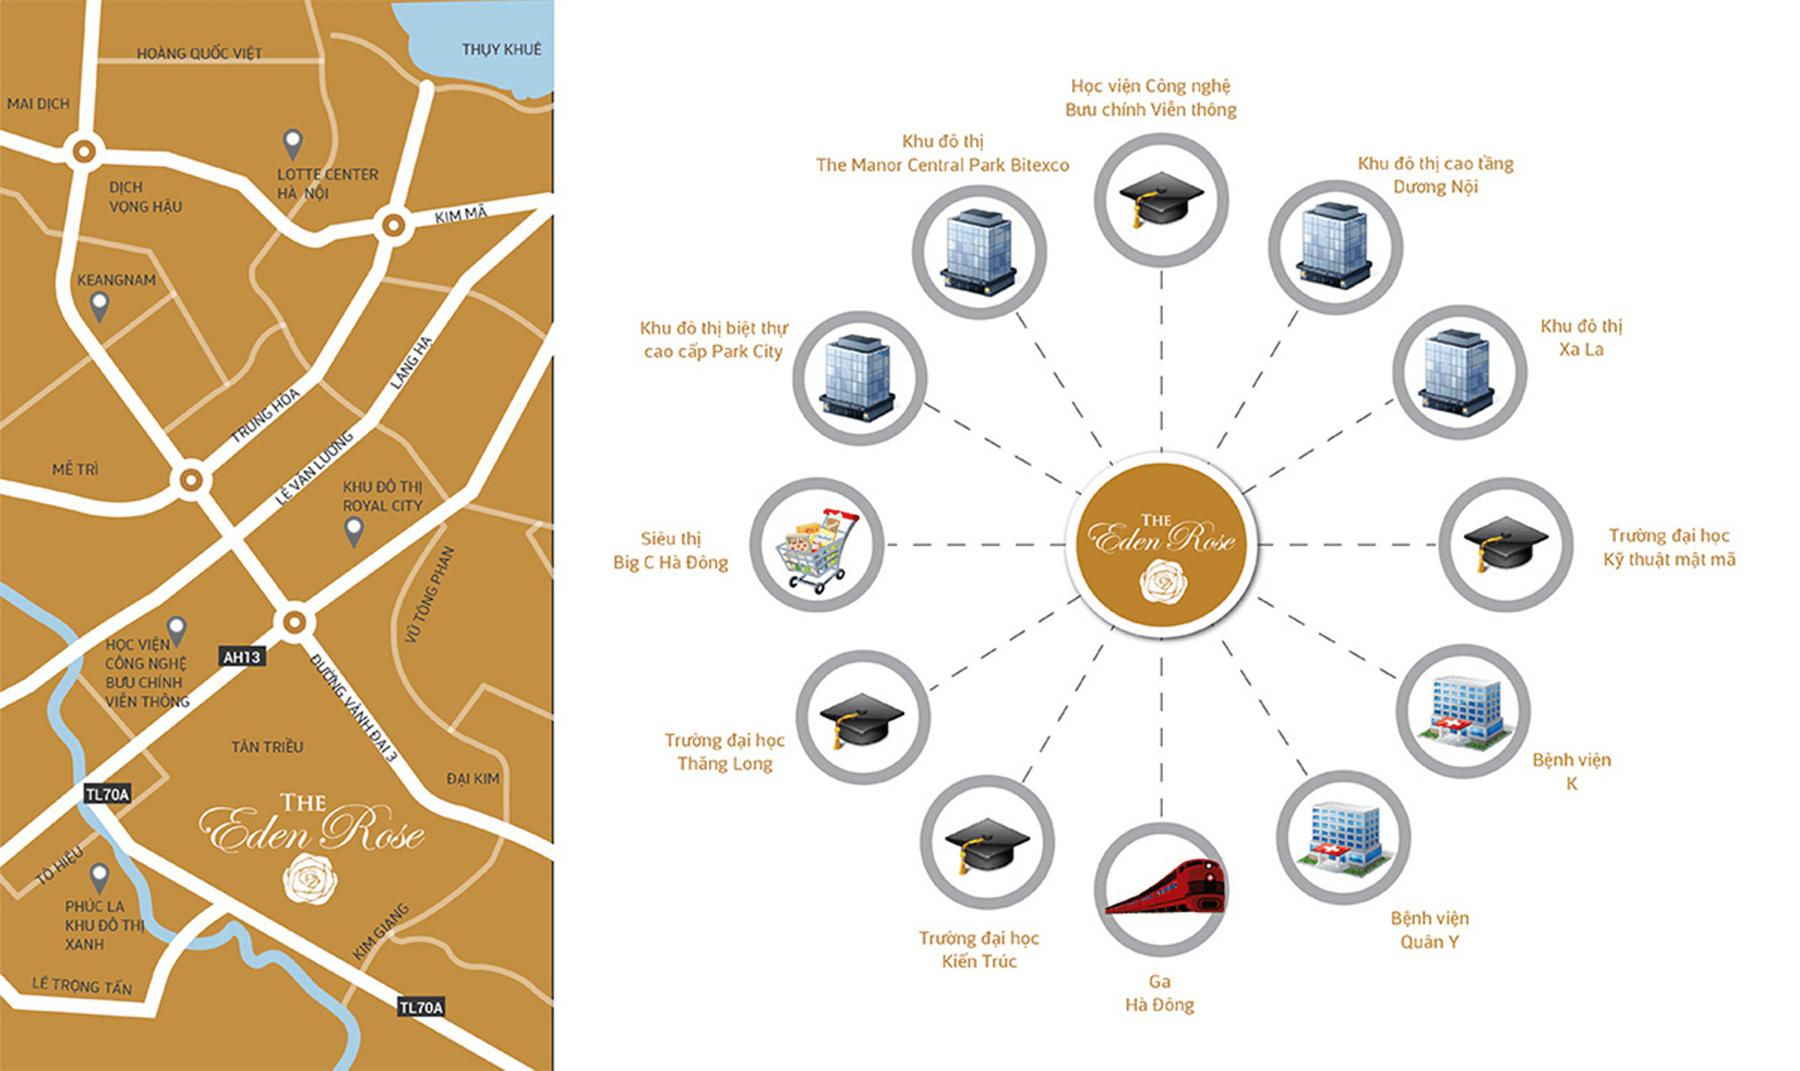 HOÀNG QUỐC VIỆT
THỤY KHUÊ
MAI DỊCH
LOTTE CENTER
HÀ NỘI
DỊCH
VỌNG HẬU
KIM MÃ
KEANGNAM
LÁNG HẠ
TRUNG HÒA
LÊ VĂN LƯƠNG
MỄ TRÌ
KHU ĐÔ THỊ
ROYAL CITY
VŨ TÔNG PHAN
HỌC VIỆN
CÔNG NGHỆ
BƯU CHÍNH
VIỄN THÔNG
AH13
ĐƯỜNG VÀNH ĐAI 3
TÂN TRIỀU
ĐẠI KIM
TL70A
THE
Eden Rose
TÔ HIỆU
PHÚC LA
KHU ĐÔ THỊ
XANH
KIM GIANG
LÊ TRỌNG TẤN
TL70A
Học viện Công nghệ
Bưu chính Viễn thông
Khu đô thị
The Manor Central Park Bitexco
Khu đô thị cao tầng
Dương Nội
Khu đô thị biệt thự
cao cấp Park City
Khu đô thị
Xa La
Siêu thị
Big C Hà Đông
THE
Eden Rose
Trường đại học
Kỹ thuật mật mã
Trường đại học
Thăng Long
Bệnh viện
K
Trường đại học
Kiến Trúc
Bệnh viện
Quân Y
Ga
Hà Đông